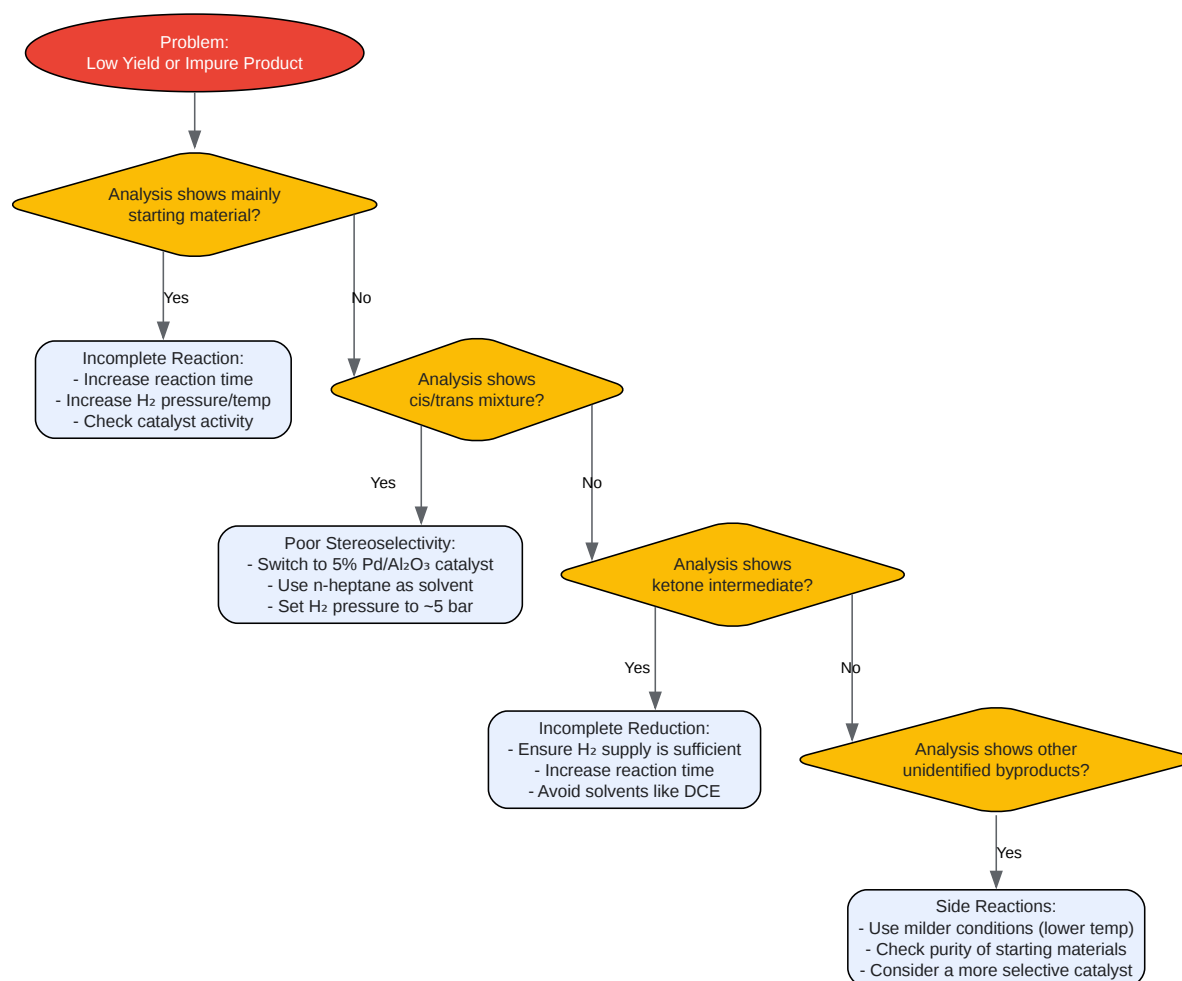 Problem:
Low Yield or Impure Product
Analysis shows mainly
starting material?
Yes
No
Incomplete Reaction:
- Increase reaction time
- Increase H₂ pressure/temp
- Check catalyst activity
Analysis shows
cis/trans mixture?
Yes
No
Poor Stereoselectivity:
- Switch to 5% Pd/Al₂O₃ catalyst
- Use n-heptane as solvent
- Set H₂ pressure to ~5 bar
Analysis shows
ketone intermediate?
Yes
No
Incomplete Reduction:
- Ensure H₂ supply is sufficient
- Increase reaction time
- Avoid solvents like DCE
Analysis shows other
unidentified byproducts?
Yes
Side Reactions:
- Use milder conditions (lower temp)
- Check purity of starting materials
- Consider a more selective catalyst